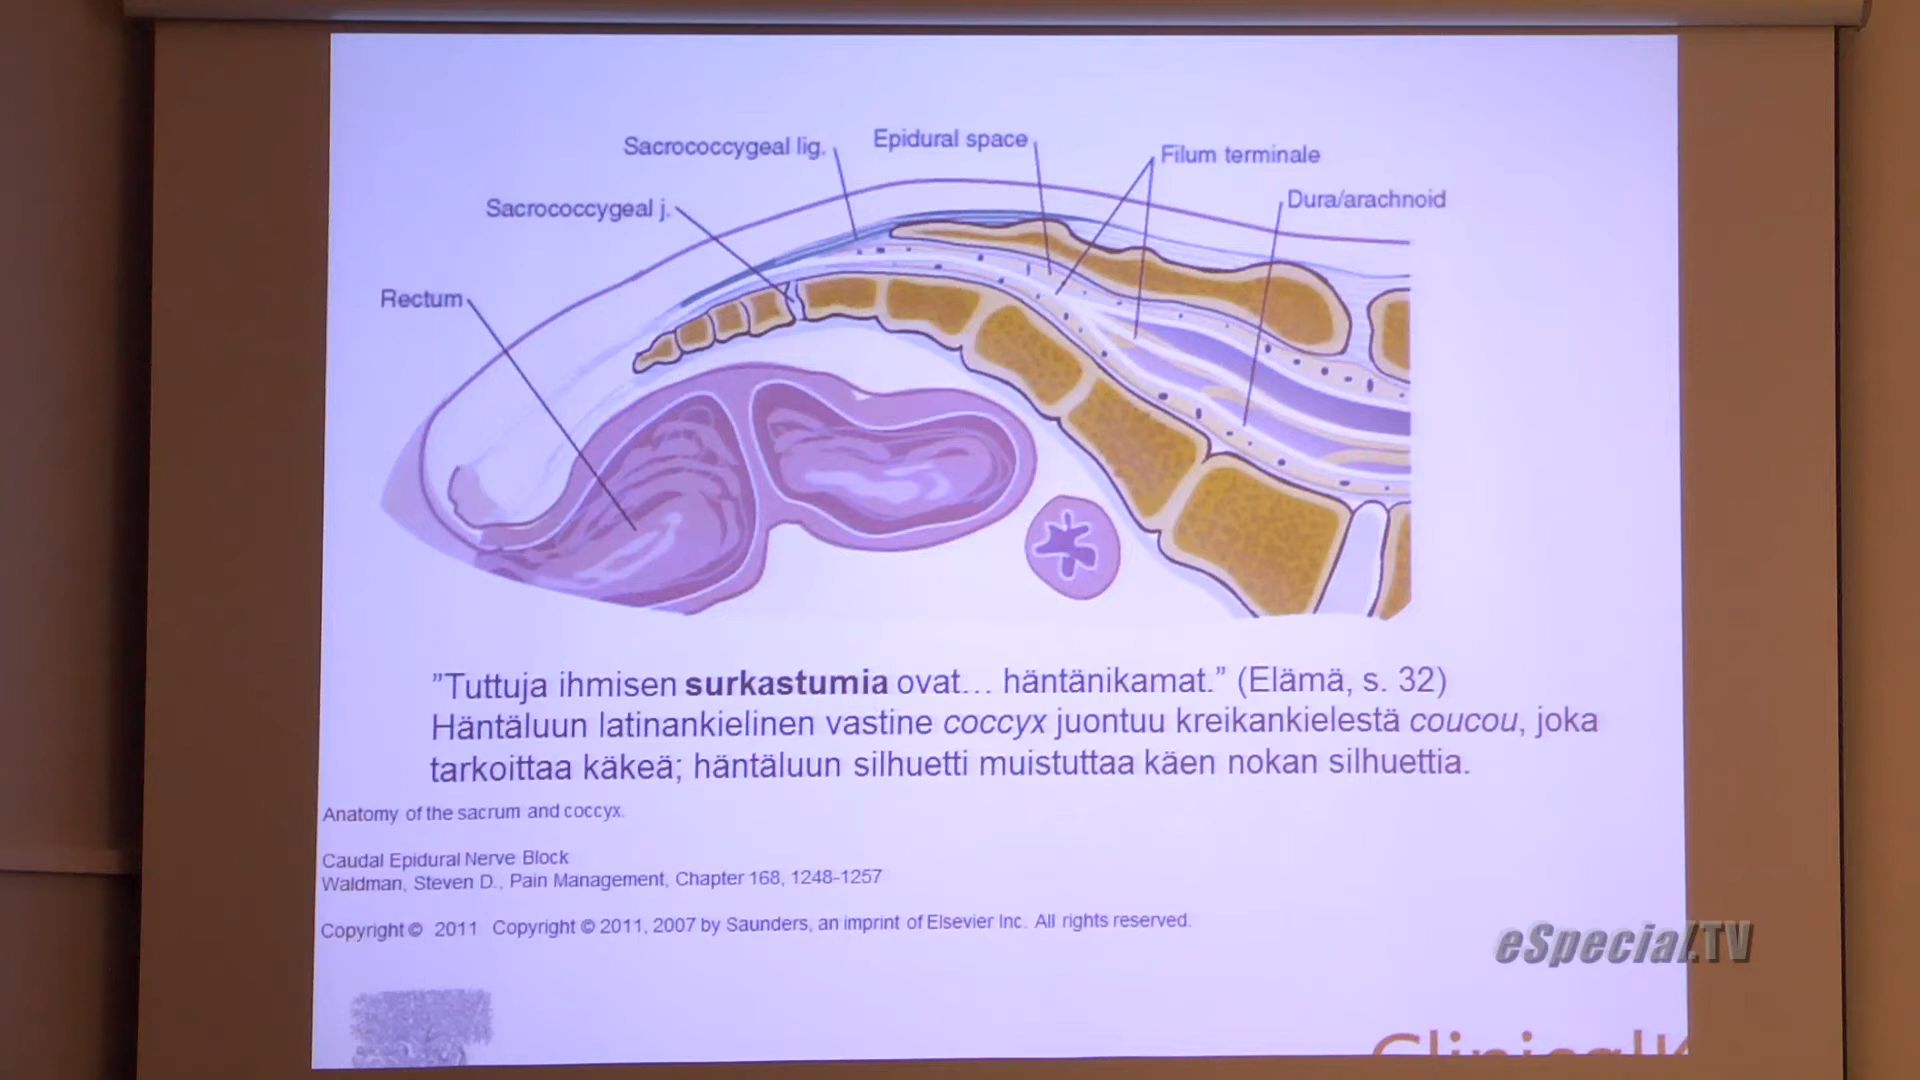 Sacrococcygeal lig.
Epidural space
Filum terminale
Sacrococcygeal j.
Dura/arachnoid
Rectum
”Tuttuja ihmisen surkastumia ovat… häntänikamat.” (Elämä, s. 32)
Häntäluun latinankielinen vastine coccyx juontuu kreikankielestä coucou, joka
tarkoittaa käkeä; häntäluun silhuetti muistuttaa käen nokan silhuettia.
Anatomy of the sacrum and coccyx.
Caudal Epidural Nerve Block
Waldman, Steven D., Pain Management, Chapter 168, 1248-1257
Copyright © 2011 Copyright © 2011, 2007 by Saunders, an imprint of Elsevier Inc. All rights reserved.
eSpecial.TV